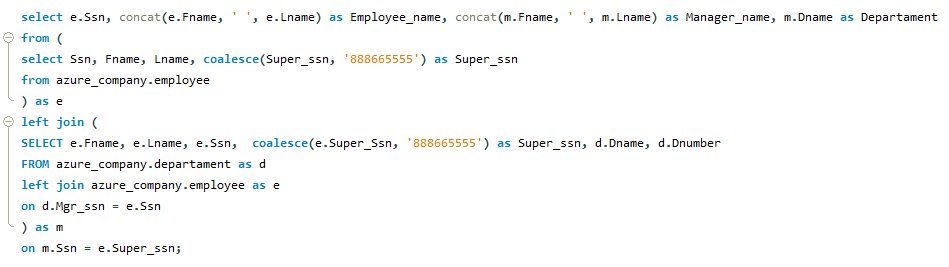 select e.Ssn, concat(e.Fname, ' ', e.Lname) as Employee_name, concat(m.Fname, ' ', m.Lname) as Manager_name, m.Dname as Departament
from (
select Ssn, Fname, Lname, coalesce(Super_ssn, '888665555') as Super_ssn
from azure_company.employee
) as e
left join (
SELECT e.Fname, e.Lname, e.Ssn,  coalesce(e.Super_Ssn, '888665555') as Super_ssn, d.Dname, d.Dnumber
FROM azure_company.departament as d
left join azure_company.employee as e
on d.Mgr_ssn = e.Ssn
) as m
on m.Ssn = e.Super_ssn;